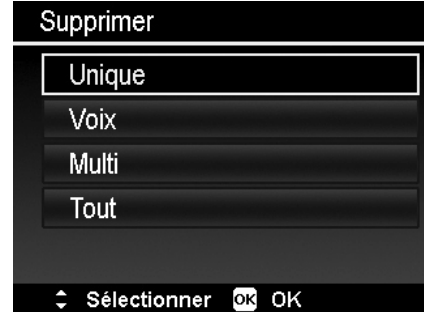 Supprimer
Unique
Voix
Multi
Tout
Sélectionner OK OK